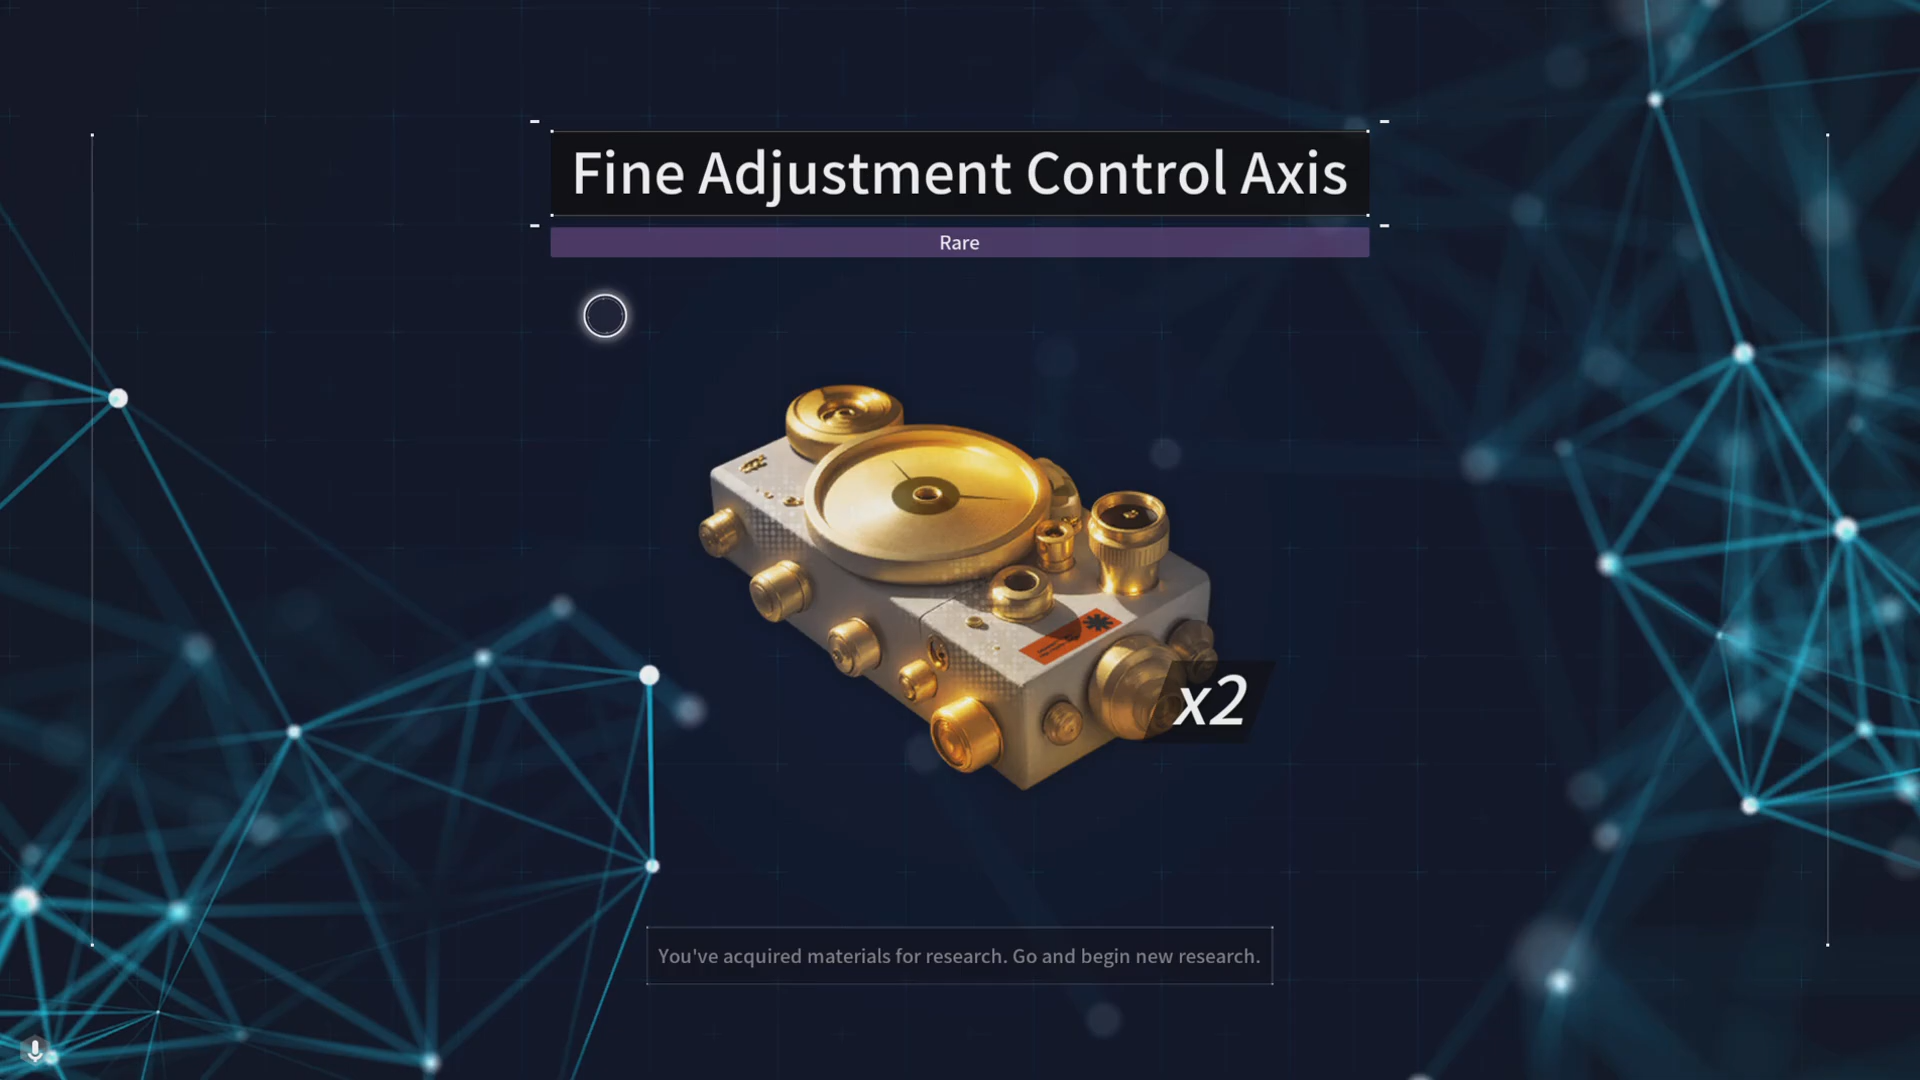 Fine Adjustment Control Axis
Rare
x2
You've acquired materials for research. Go and begin new research.